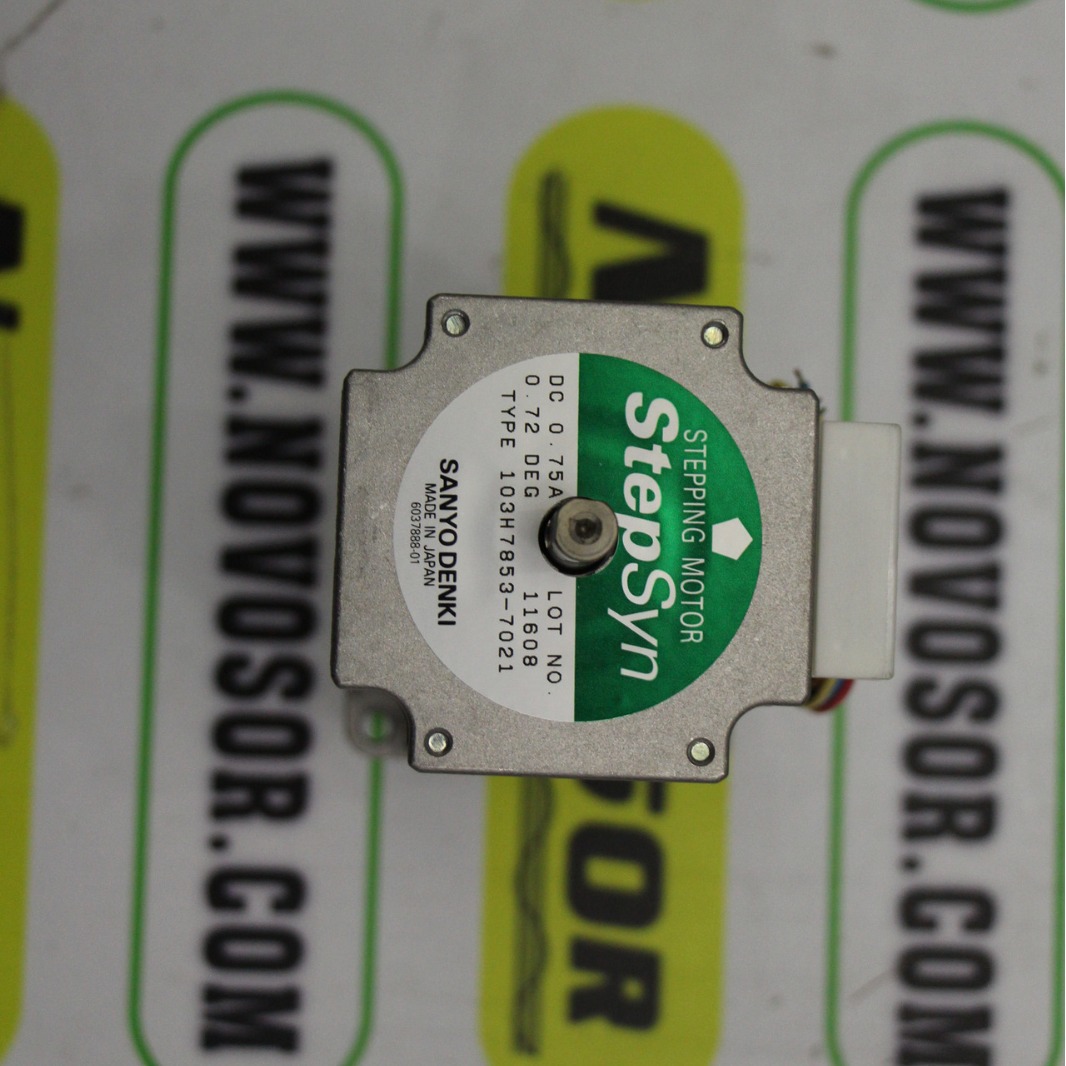 STEPPING MOTOR
StepSyn
DC 0.75A LOT NO.
0.72 DEG 11608
TYPE 103H7853-7021
SANYO DENKI
MADE IN JAPAN
6037888-01
WWW.NOVOSOR.COM
WWW.NOVOSOR.COM